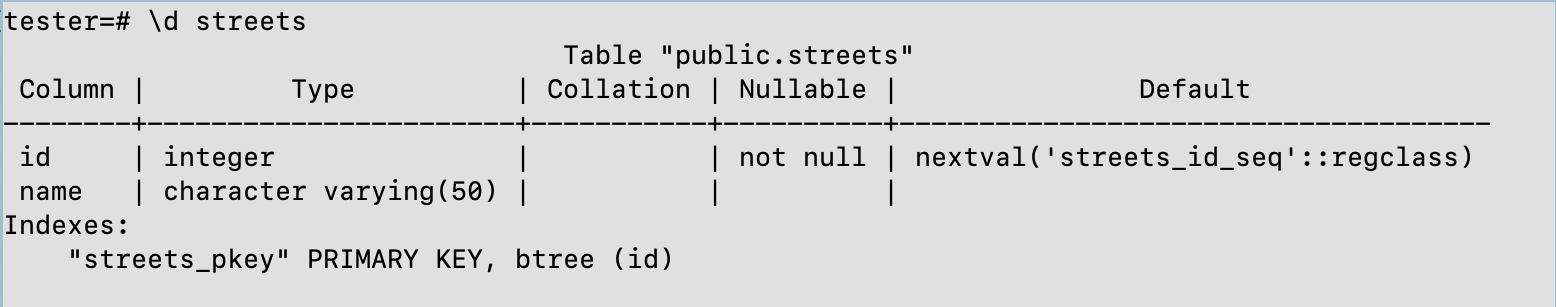 tester=# \d streets
                                   Table "public.streets"
 Column |         Type          | Collation | Nullable |               Default
--------+-----------------------+-----------+----------+-------------------------------------
 id     | integer               |           | not null | nextval('streets_id_seq'::regclass)
 name   | character varying(50) |           |          |
Indexes:
    "streets_pkey" PRIMARY KEY, btree (id)